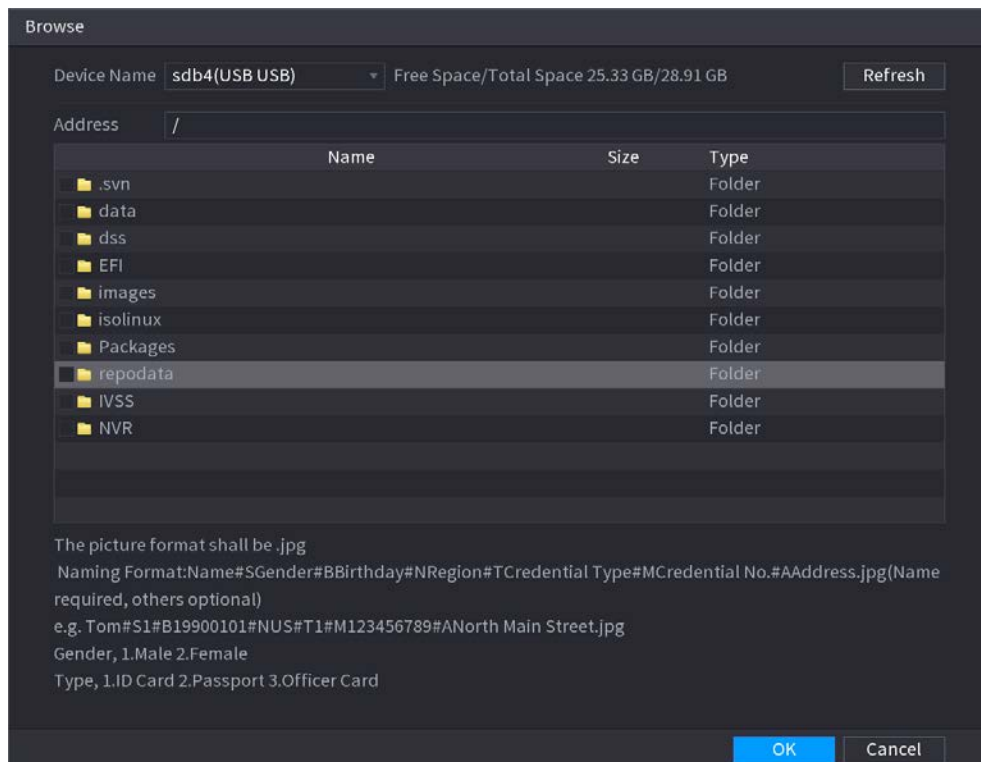 Browse
Device Name sdb4(USB USB) Free Space/Total Space 25.33 GB/28.91 GB Refresh
Address /
Name Size Type
.svn Folder
data Folder
dss Folder
EFI Folder
images Folder
isolinux Folder
Packages Folder
repodata Folder
IVSS Folder
NVR Folder
The picture format shall be .jpg
Naming Format:Name#SGender#BBirthday#NRegion#TCredential Type#MCredential No.#AAddress.jpg(Name
required, others optional)
e.g. Tom#S1#B19900101#NUS#T1#M123456789#ANorth Main Street.jpg
Gender, 1.Male 2.Female
Type, 1.ID Card 2.Passport 3.Officer Card
OK Cancel